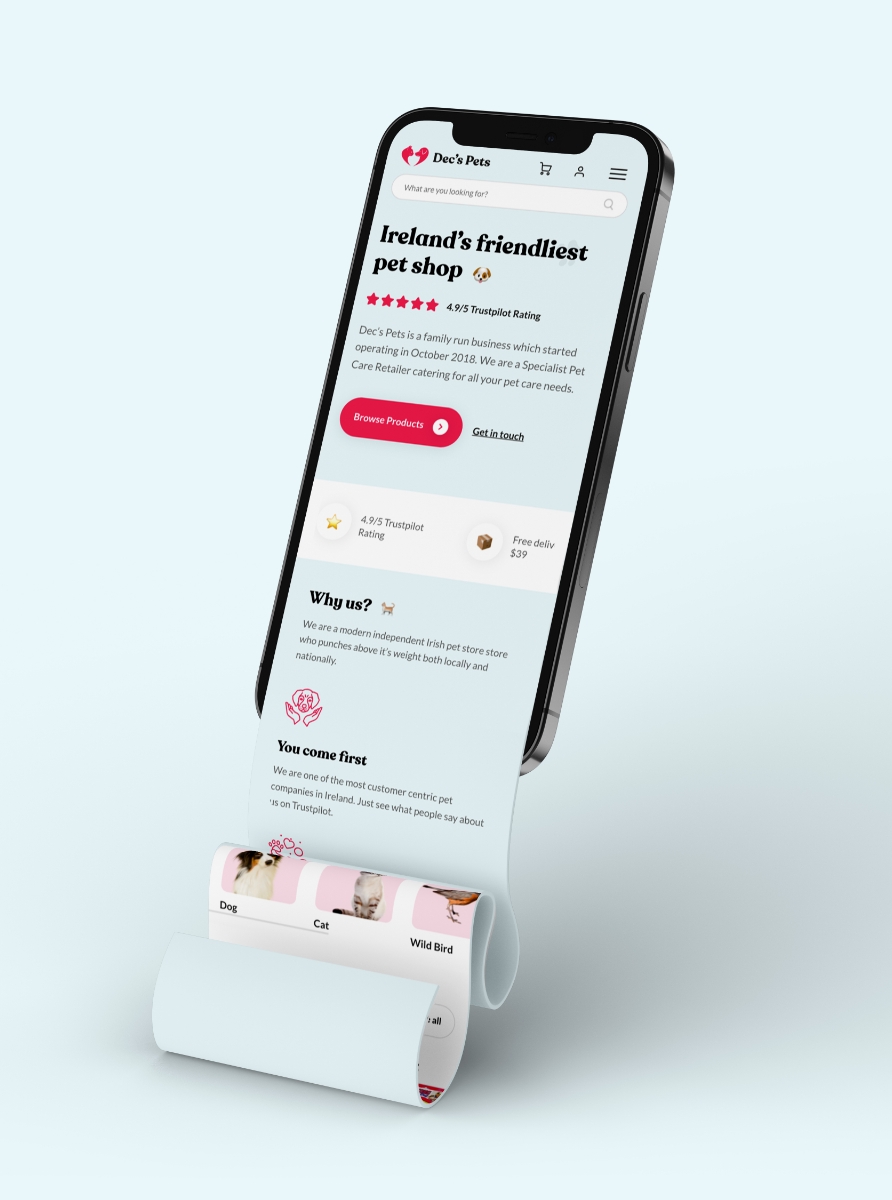 Dec's Pets
What are you looking for?
Ireland's friendliest
pet shop
4.9/5 Trustpilot Rating
Dec's Pets is a family run business which started
operating in October 2018. We are a Specialist Pet
Care Retailer catering for all your pet care needs.
Browse Products
Get in touch
4.9/5 Trustpilot
Rating
Free deliv
$39
Why us?
We are a modern independent Irish pet store store
who punches above it's weight both locally and
nationally.
You come first
We are one of the most customer centric pet
companies in Ireland. Just see what people say about
us on Trustpilot.
Dog
Cat
Wild Bird
all